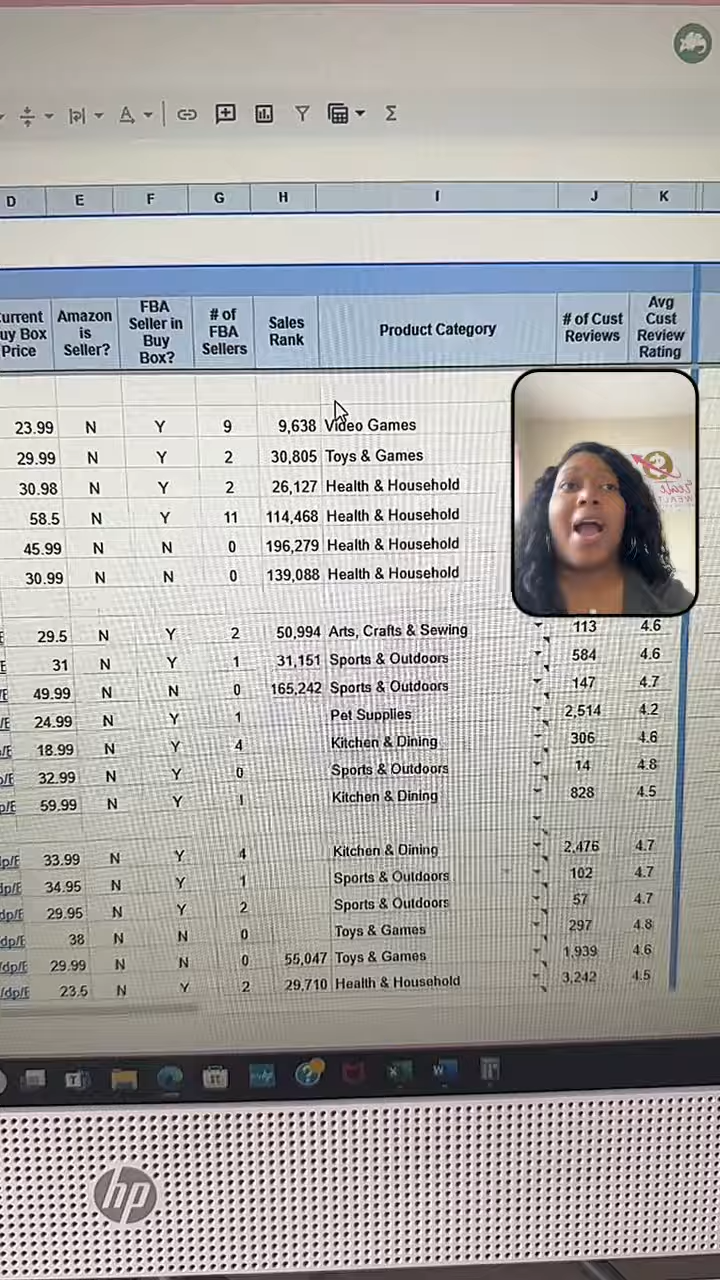 D E F G H I J K
Current Buy Box Price Amazon is Seller? FBA Seller in Buy Box? # of FBA Sellers Sales Rank Product Category # of Cust Reviews Avg Cust Review Rating
23.99 N Y 9 9,638 Video Games
29.99 N Y 2 30,805 Toys & Games
30.98 N Y 2 26,127 Health & Household
58.5 N Y 11 114,468 Health & Household
45.99 N N 0 196,279 Health & Household
30.99 N N 0 139,088 Health & Household
E 29.5 N Y 2 50,994 Arts, Crafts & Sewing 113 4.6
/E 31 N Y 1 31,151 Sports & Outdoors 584 4.6
/E 49.99 N N 0 165,242 Sports & Outdoors 147 4.7
/E 24.99 N Y 1 Pet Supplies 2,514 4.2
/E 18.99 N Y 4 Kitchen & Dining 306 4.6
p/E 32.99 N Y 0 Sports & Outdoors 14 4.8
p/E 59.99 N Y 1 Kitchen & Dining 828 4.5
dp/E 33.99 N Y 4 Kitchen & Dining 2,476 4.7
dp/E 34.95 N Y 1 Sports & Outdoors 102 4.7
dp/E 29.95 N Y 2 Sports & Outdoors 57 4.7
dp/E 38 N N 0 Toys & Games 297 4.8
/dp/E 29.99 N N 0 55,047 Toys & Games 1,939 4.6
/dp/E 23.5 N Y 2 29,710 Health & Household 3,242 4.5
hp